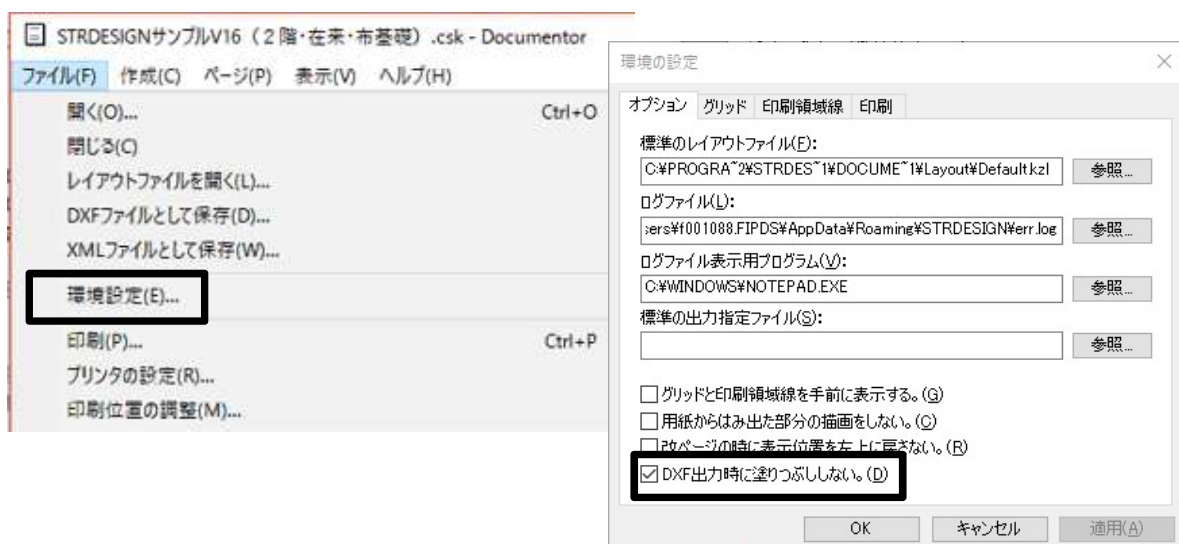 STRDESIGNサンプルV16（２階・在来・布基礎）.csk - Documentor
ファイル(F) 作成(C) ページ(P) 表示(V) ヘルプ(H)
開く(O)... Ctrl+O
閉じる(C)
レイアウトファイルを開く(L)...
DXFファイルとして保存(D)...
XMLファイルとして保存(W)...
環境設定(E)...
印刷(P)... Ctrl+P
プリンタの設定(R)...
印刷位置の調整(M)...
環境の設定
オプション グリッド 印刷領域線 印刷
標準のレイアウトファイル(F):
C:¥PROGRA~2¥STRDES~1¥DOCUME~1¥Layout¥Default.kzl 参照...
ログファイル(L):
sers¥f001088.FIPDS¥AppData¥Roaming¥STRDESIGN¥err.log 参照...
ログファイル表示用プログラム(V):
C:¥WINDOWS¥NOTEPAD.EXE 参照...
標準の出力指定ファイル(S):
参照...
グリッドと印刷領域線を手前に表示する。(G)
用紙からはみ出た部分の描画をしない。(C)
改ページの時に表示位置を左上に戻さない。(R)
DXF出力時に塗りつぶししない。(D)
OK キャンセル 適用(A)